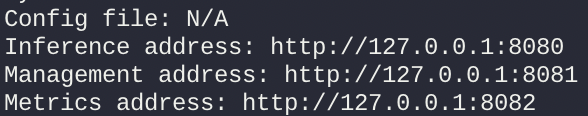 Config file: N/A
Inference address: http://127.0.0.1:8080
Management address: http://127.0.0.1:8081
Metrics address: http://127.0.0.1:8082